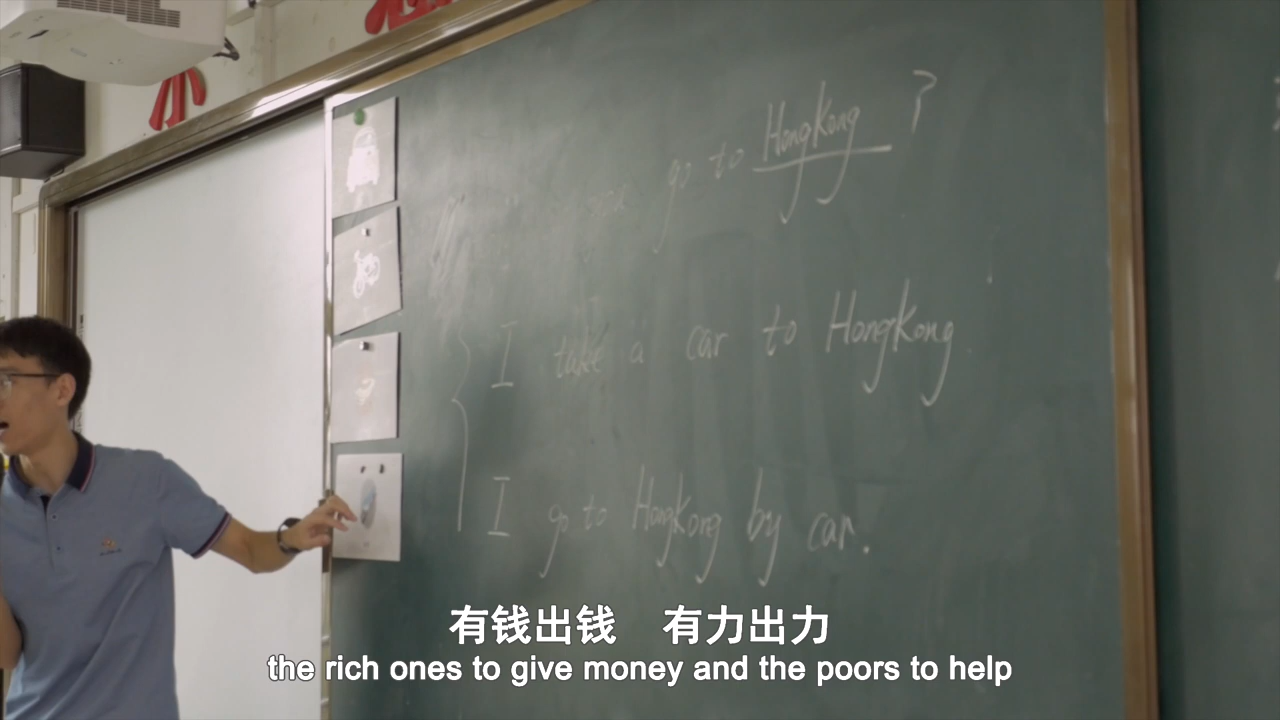 小
go to HongKong ?
I take a car to HongKong
I go to HongKong by car.
有钱出钱 有力出力
the rich ones to give money and the poors to help